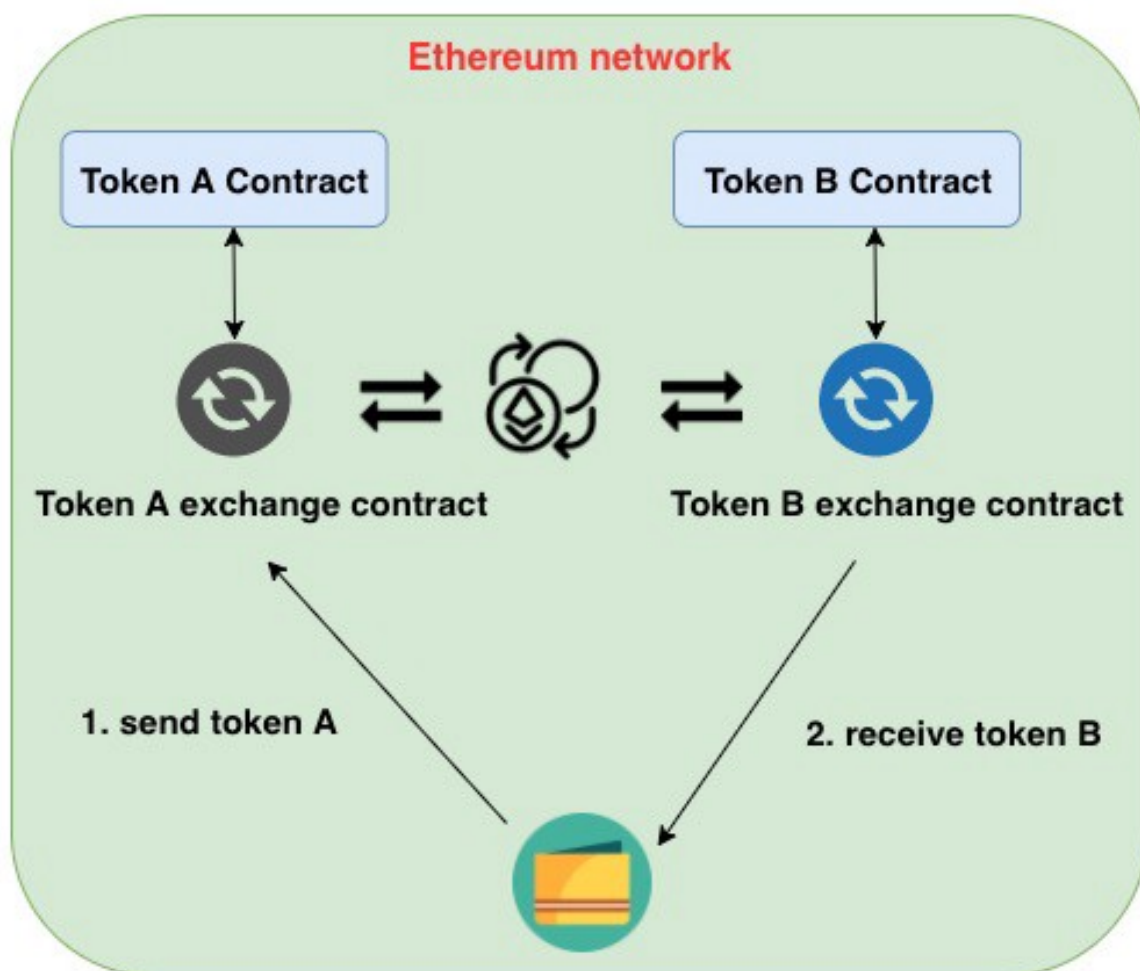 Ethereum network
Token A Contract
Token B Contract
Token A exchange contract
Token B exchange contract
1. send token A
2. receive token B